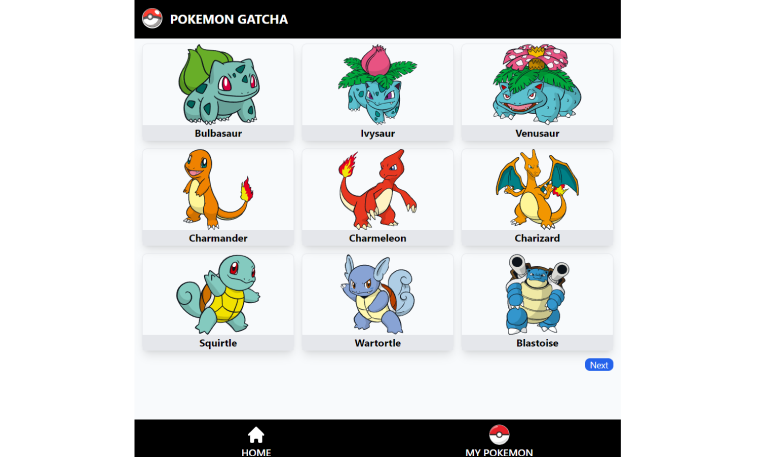 POKEMON GATCHA
Bulbasaur
Ivysaur
Venusaur
Charmander
Charmeleon
Charizard
Squirtle
Wartortle
Blastoise
Next
HOME
MY POKEMON